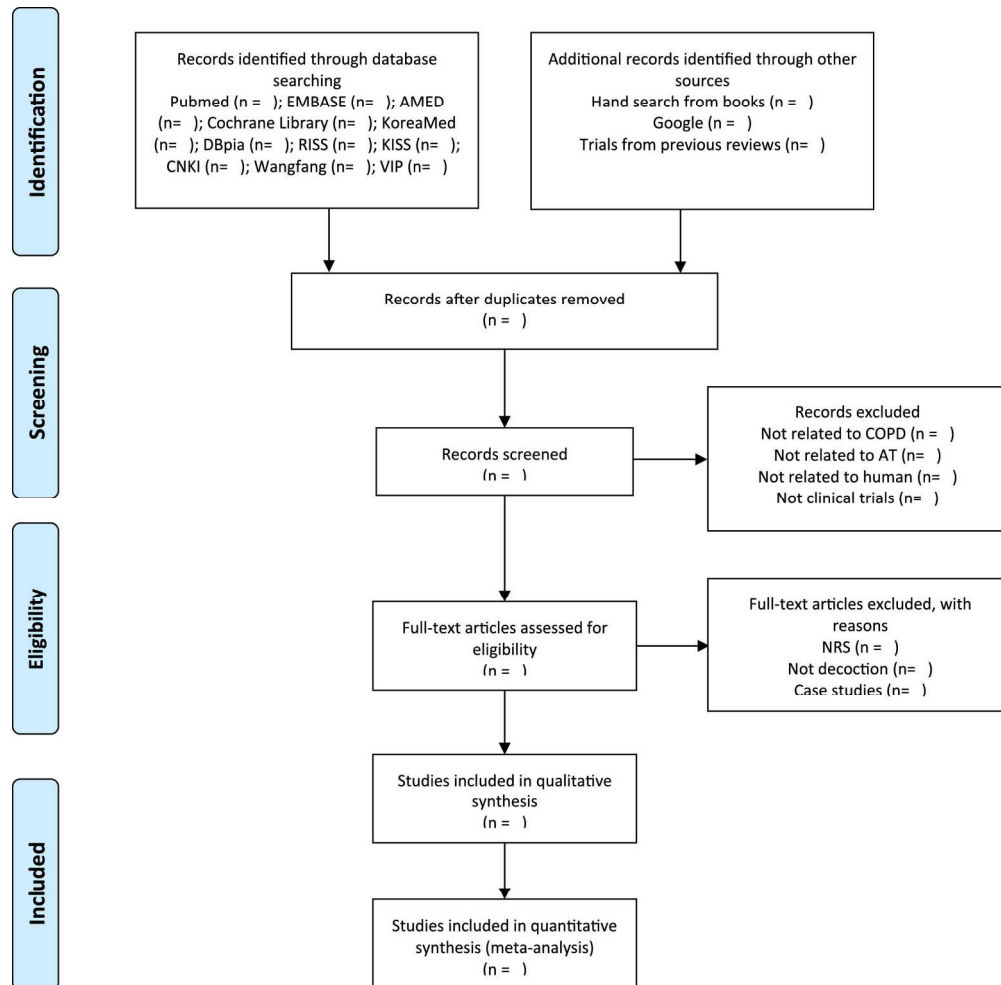 Identification
Records identified through database
searching
Pubmed (n =   ); EMBASE (n=   ); AMED
(n=   ); Cochrane Library (n=   ); KoreaMed
(n=   ); DBpia (n=   ); RISS (n=   ); KISS (n=   );
CNKI (n=   ); Wangfang (n=   ); VIP (n=   )
Additional records identified through other
sources
Hand search from books (n=   )
Google (n=   )
Trials from previous reviews (n=   )
Screening
Records after duplicates removed
(n =   )
Records screened
(n =   )
Records excluded
Not related to COPD (n =   )
Not related to AT (n=   )
Not related to human (n=   )
Not clinical trials (n=   )
Eligibility
Full-text articles assessed for
eligibility
(n =   )
Full-text articles excluded, with
reasons
NRS (n =   )
Not decoction (n=   )
Case studies (n=   )
Included
Studies included in qualitative
synthesis
(n =   )
Studies included in quantitative
synthesis (meta-analysis)
(n =   )